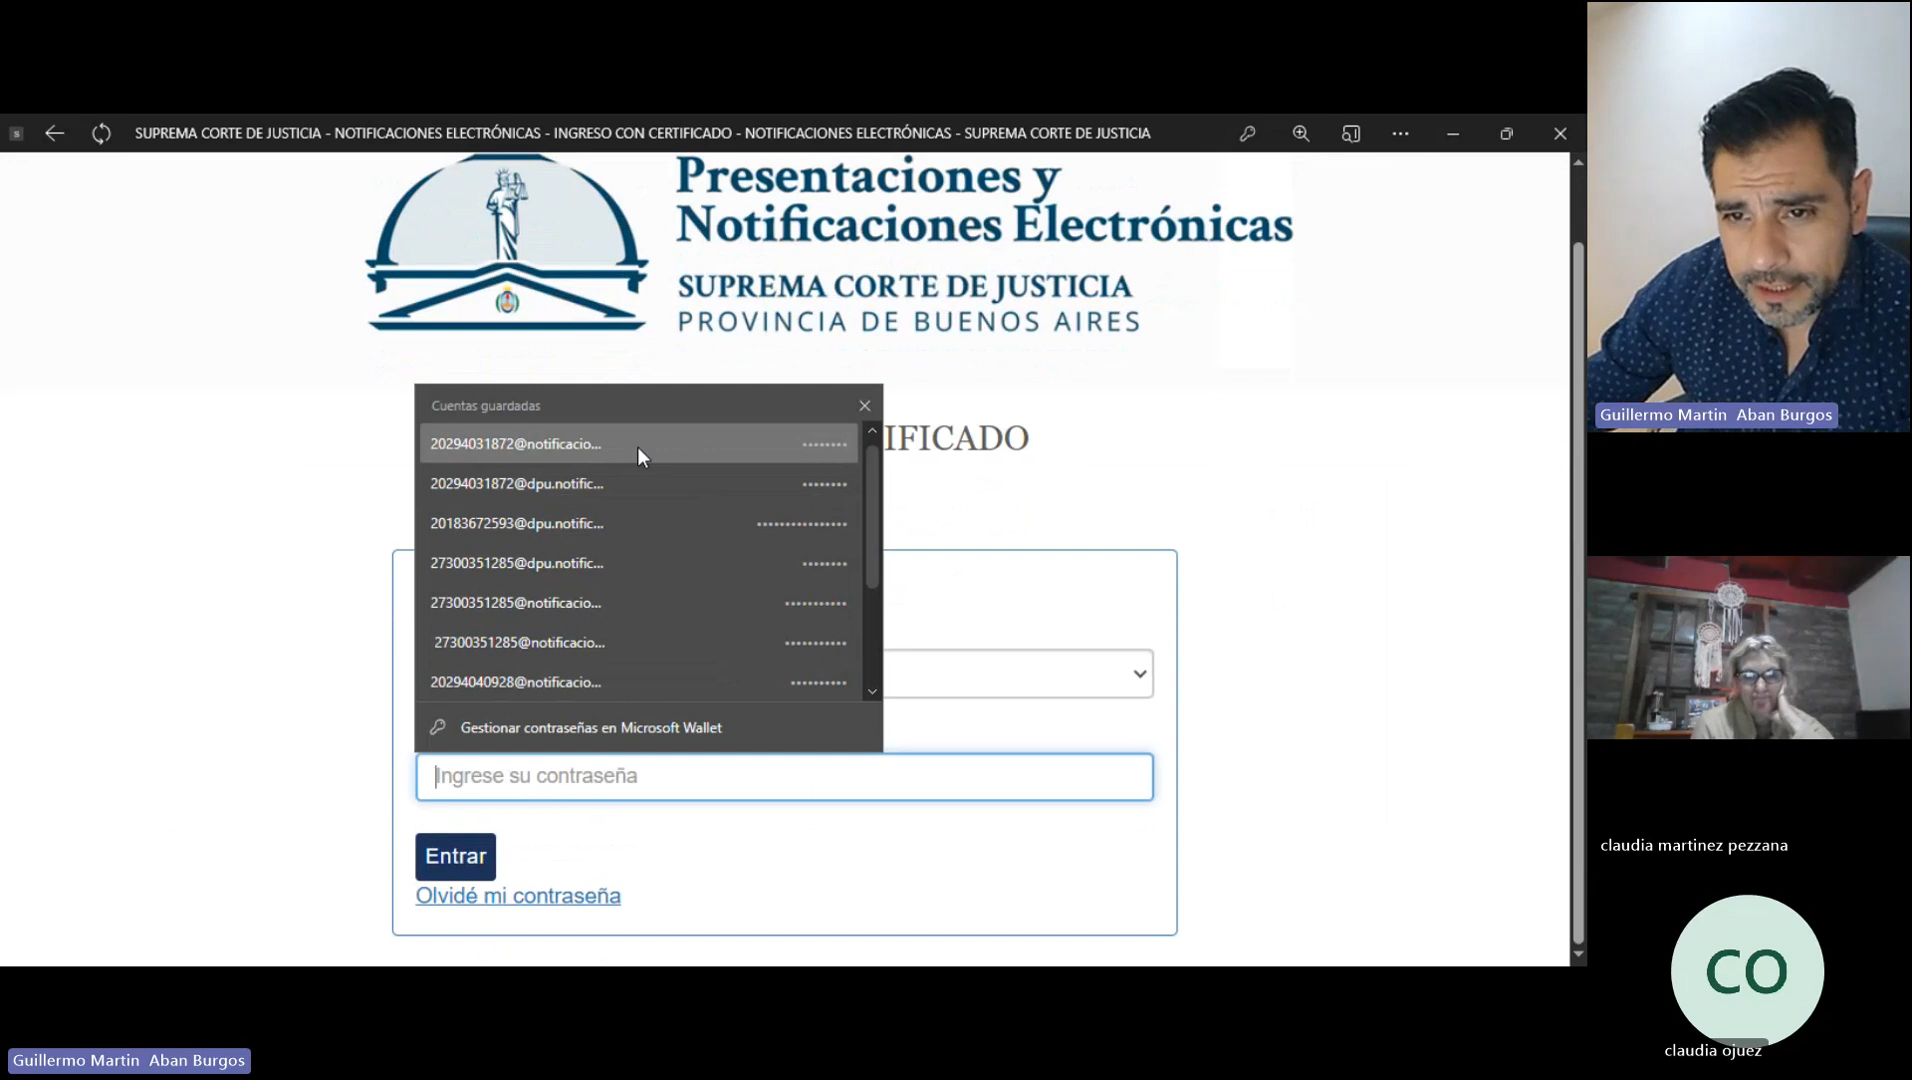 SUPREMA CORTE DE JUSTICIA - NOTIFICACIONES ELECTRÓNICAS - INGRESO CON CERTIFICADO - NOTIFICACIONES ELECTRÓNICAS - SUPREMA CORTE DE JUSTICIA
Presentaciones y
Notificaciones Electrónicas
SUPREMA CORTE DE JUSTICIA
PROVINCIA DE BUENOS AIRES
Cuentas guardadas
IFICADO
20294031872@notificacio...
20294031872@dpu.notific...
20183672593@dpu.notific...
27300351285@dpu.notific...
27300351285@notificacio...
27300351285@notificacio...
20294040928@notificacio...
Gestionar contraseñas en Microsoft Wallet
Ingrese su contraseña
Entrar
Olvidé mi contraseña
Guillermo Martin Aban Burgos
claudia martinez pezzana
CO
claudia ojuez
Guillermo Martin Aban Burgos